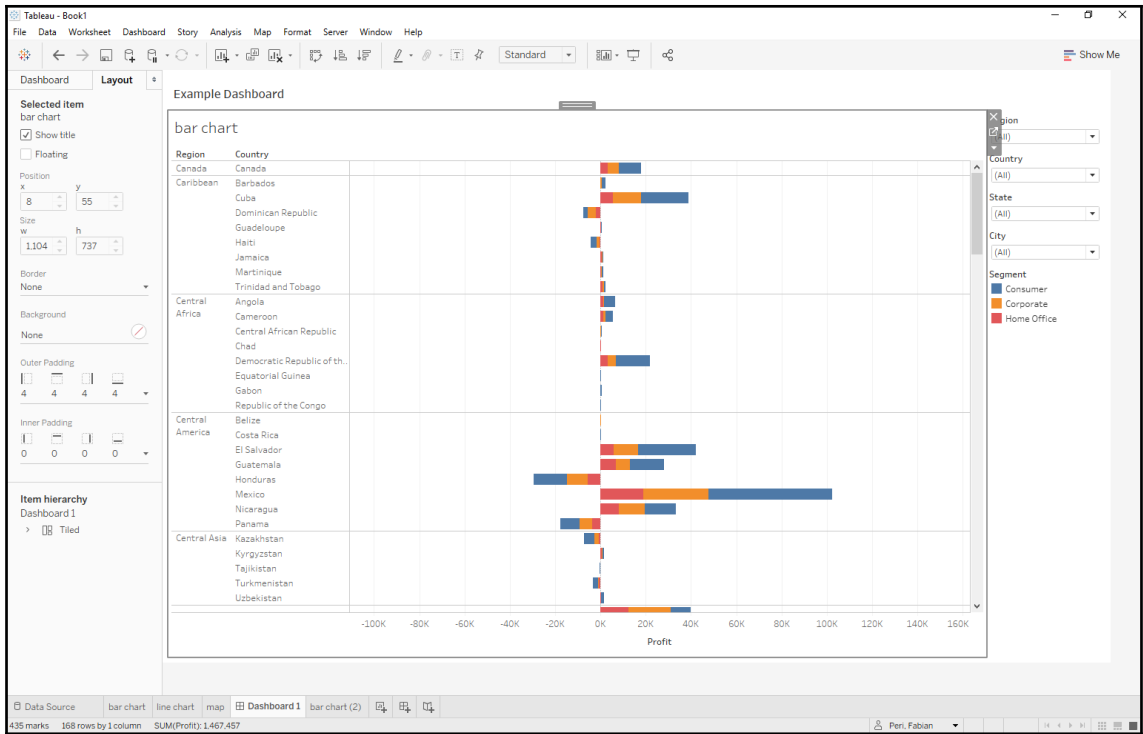 Tableau - Book1
File Data Worksheet Dashboard Story Analysis Map Format Server Window Help
Standard
Show Me
Dashboard Layout
Selected item
bar chart
Show title
Floating
Position
x y
8 55
Size
w h
1,104 737
Border
None
Background
None
Outer Padding
4 4 4 4
Inner Padding
0 0 0 0
Item hierarchy
Dashboard 1
Tiled
Example Dashboard
bar chart
Region Country
Canada Canada
Caribbean Barbados
Cuba
Dominican Republic
Guadeloupe
Haiti
Jamaica
Martinique
Trinidad and Tobago
Central Angola
Africa Cameroon
Central African Republic
Chad
Democratic Republic of th..
Equatorial Guinea
Gabon
Republic of the Congo
Central Belize
America Costa Rica
El Salvador
Guatemala
Honduras
Mexico
Nicaragua
Panama
Central Asia Kazakhstan
Kyrgyzstan
Tajikistan
Turkmenistan
Uzbekistan
-100K -80K -60K -40K -20K 0K 20K 40K 60K 80K 100K 120K 140K 160K
Profit
gion
(All)
Country
(All)
State
(All)
City
(All)
Segment
Consumer
Corporate
Home Office
Data Source bar chart line chart map Dashboard 1 bar chart (2)
435 marks 168 rows by 1 column SUM(Profit): 1,467,457 Peri, Fabian